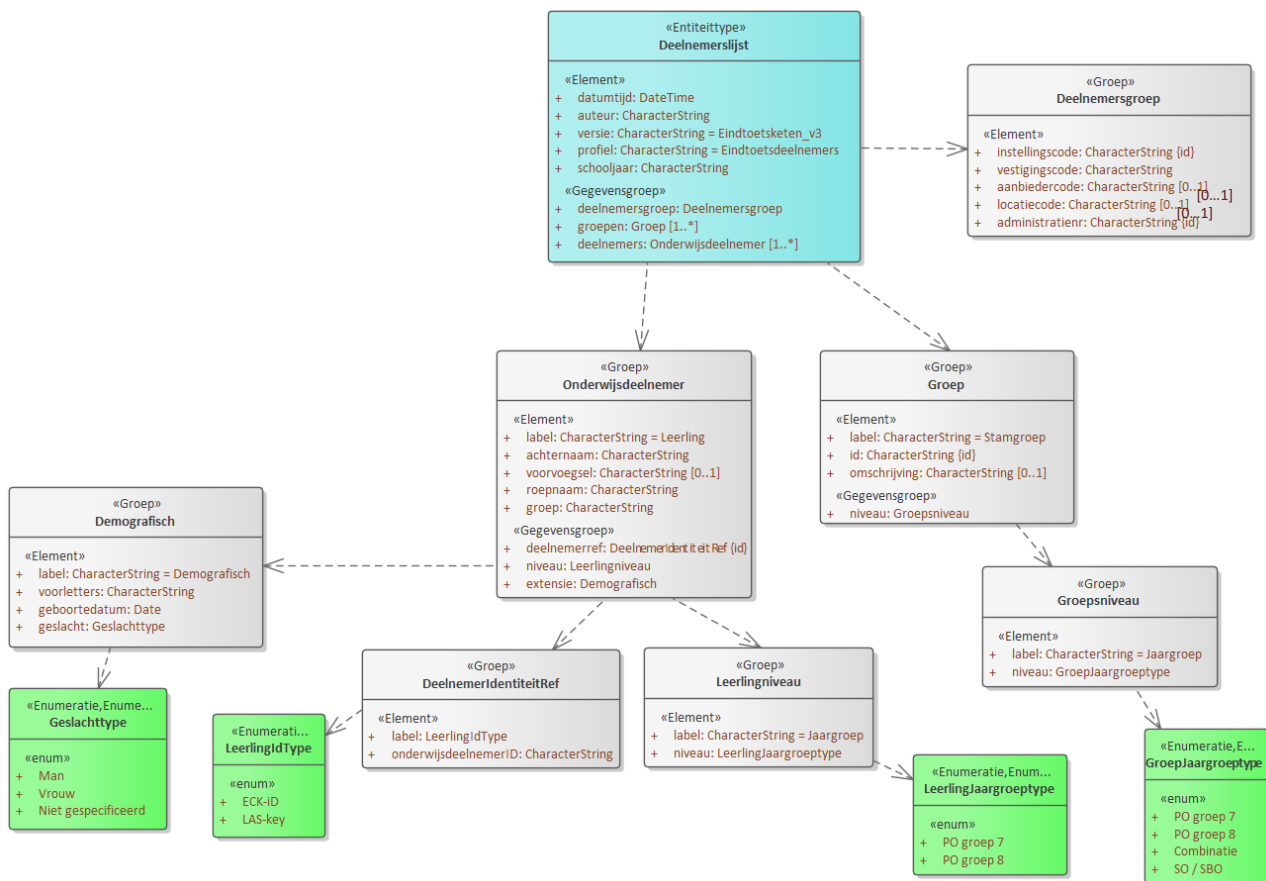 «Entiteittype»
Deelnemerslijst
«Element»
+ datumtijd: DateTime
+ auteur: CharacterString
+ versie: CharacterString = Eindtoetsketen_v3
+ profiel: CharacterString = Eindtoetsdeelnemers
+ schooljaar: CharacterString
«Gegevensgroep»
+ deelnemersgroep: Deelnemersgroep
+ groepen: Groep [1..*]
+ deelnemers: Onderwijsdeelnemer [1..*]
«Groep»
Deelnemersgroep
«Element»
+ instellingscode: CharacterString {id}
+ vestigingscode: CharacterString
+ aanbiedercode: CharacterString [0..1]
[0...1]
+ locatiecode: CharacterString [0..1]
[0...1]
+ administratienr: CharacterString {id}
«Groep»
Onderwijsdeelnemer
«Element»
+ label: CharacterString = Leerling
+ achternaam: CharacterString
+ voorvoegsel: CharacterString [0..1]
+ roepnaam: CharacterString
+ groep: CharacterString
«Gegevensgroep»
+ deelnemerref: DeelnemerIdentiteitRef {id}
+ niveau: Leerlingniveau
+ extensie: Demografisch
«Groep»
Groep
«Element»
+ label: CharacterString = Stamgroep
+ id: CharacterString {id}
+ omschrijving: CharacterString [0..1]
«Gegevensgroep»
+ niveau: Groepsniveau
«Groep»
Demografisch
«Element»
+ label: CharacterString = Demografisch
+ voorletters: CharacterString
+ geboortedatum: Date
+ geslacht: Geslachttype
«Groep»
Groepsniveau
«Element»
+ label: CharacterString = Jaargroep
+ niveau: GroepJaargroeptype
«Groep»
DeelnemerIdentiteitRef
«Element»
+ label: LeerlingIdType
+ onderwijsdeelnemerID: CharacterString
«Groep»
Leerlingniveau
«Element»
+ label: CharacterString = Jaargroep
+ niveau: LeerlingJaargroeptype
«Enumeratie,Enume...
Geslachttype
«enum»
+ Man
+ Vrouw
+ Niet gespecificeerd
«Enumerati...
LeerlingIdType
«enum»
+ ECK-iD
+ LAS-key
«Enumeratie,Enum...
LeerlingJaargroeptype
«enum»
+ PO groep 7
+ PO groep 8
«Enumeratie,E...
GroepJaargroeptype
«enum»
+ PO groep 7
+ PO groep 8
+ Combinatie
+ SO / SBO